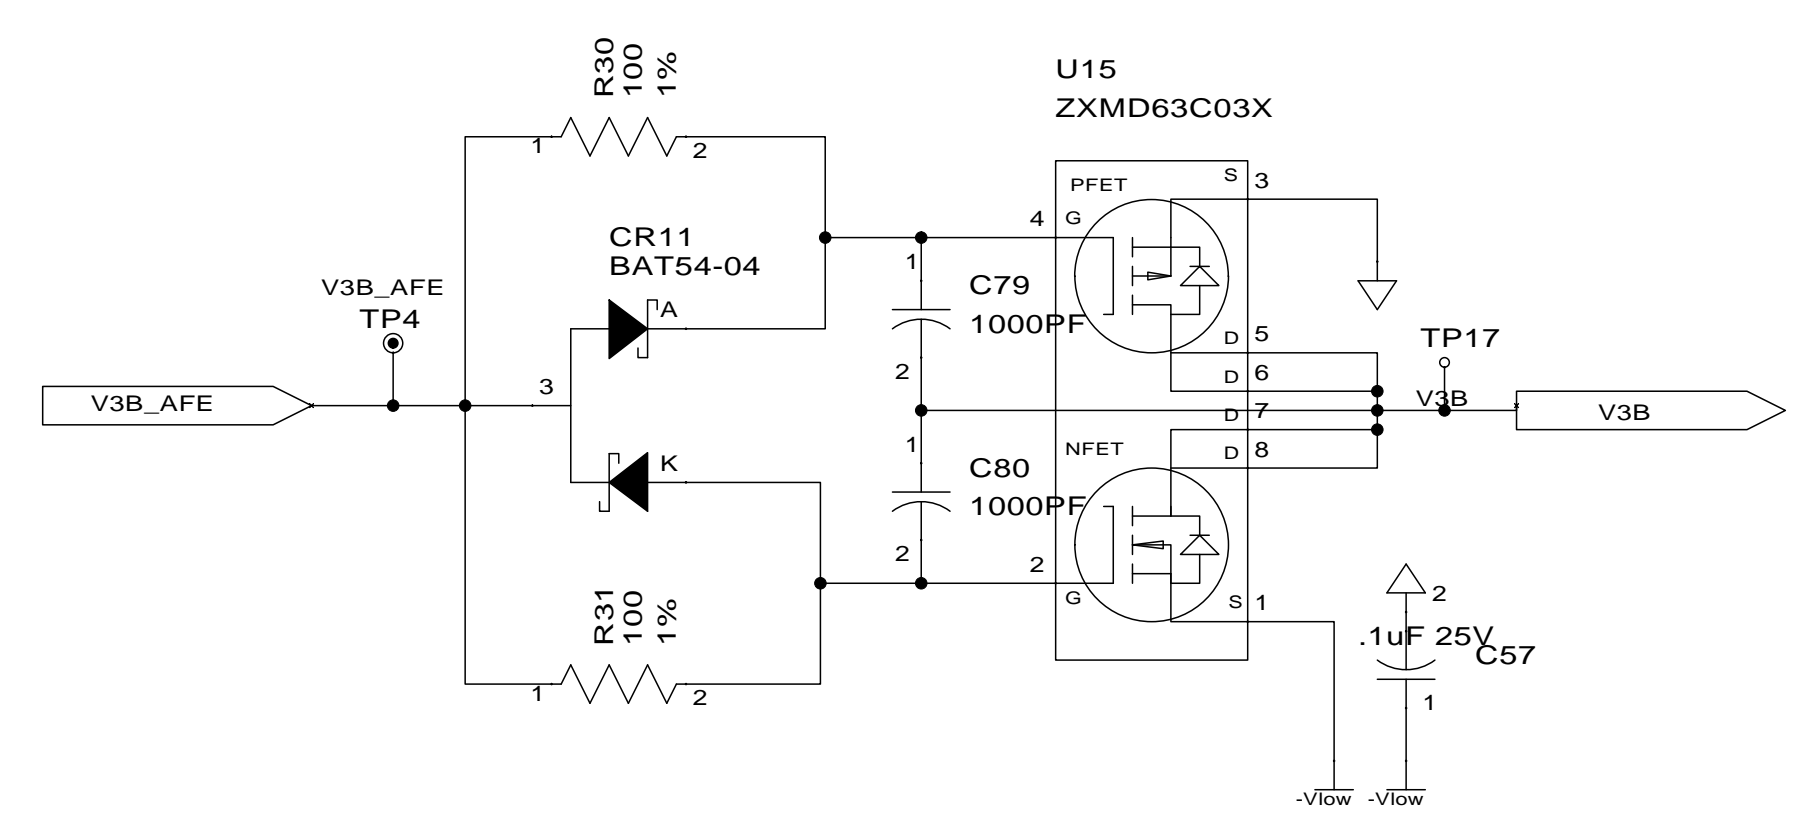 R30
100
1%
1
2
U15
ZXMD63C03X
PFET
S
3
4
G
CR11
BAT54-04
A
1
C79
1000PF
2
V3B_AFE
TP4
V3B_AFE
3
D
5
D
6
D
7
D
8
TP17
V3B
V3B
K
1
C80
1000PF
2
NFET
2
G
S
1
R31
100
1%
1
2
2
.1uF 25V
C57
1
-Vlow
-Vlow